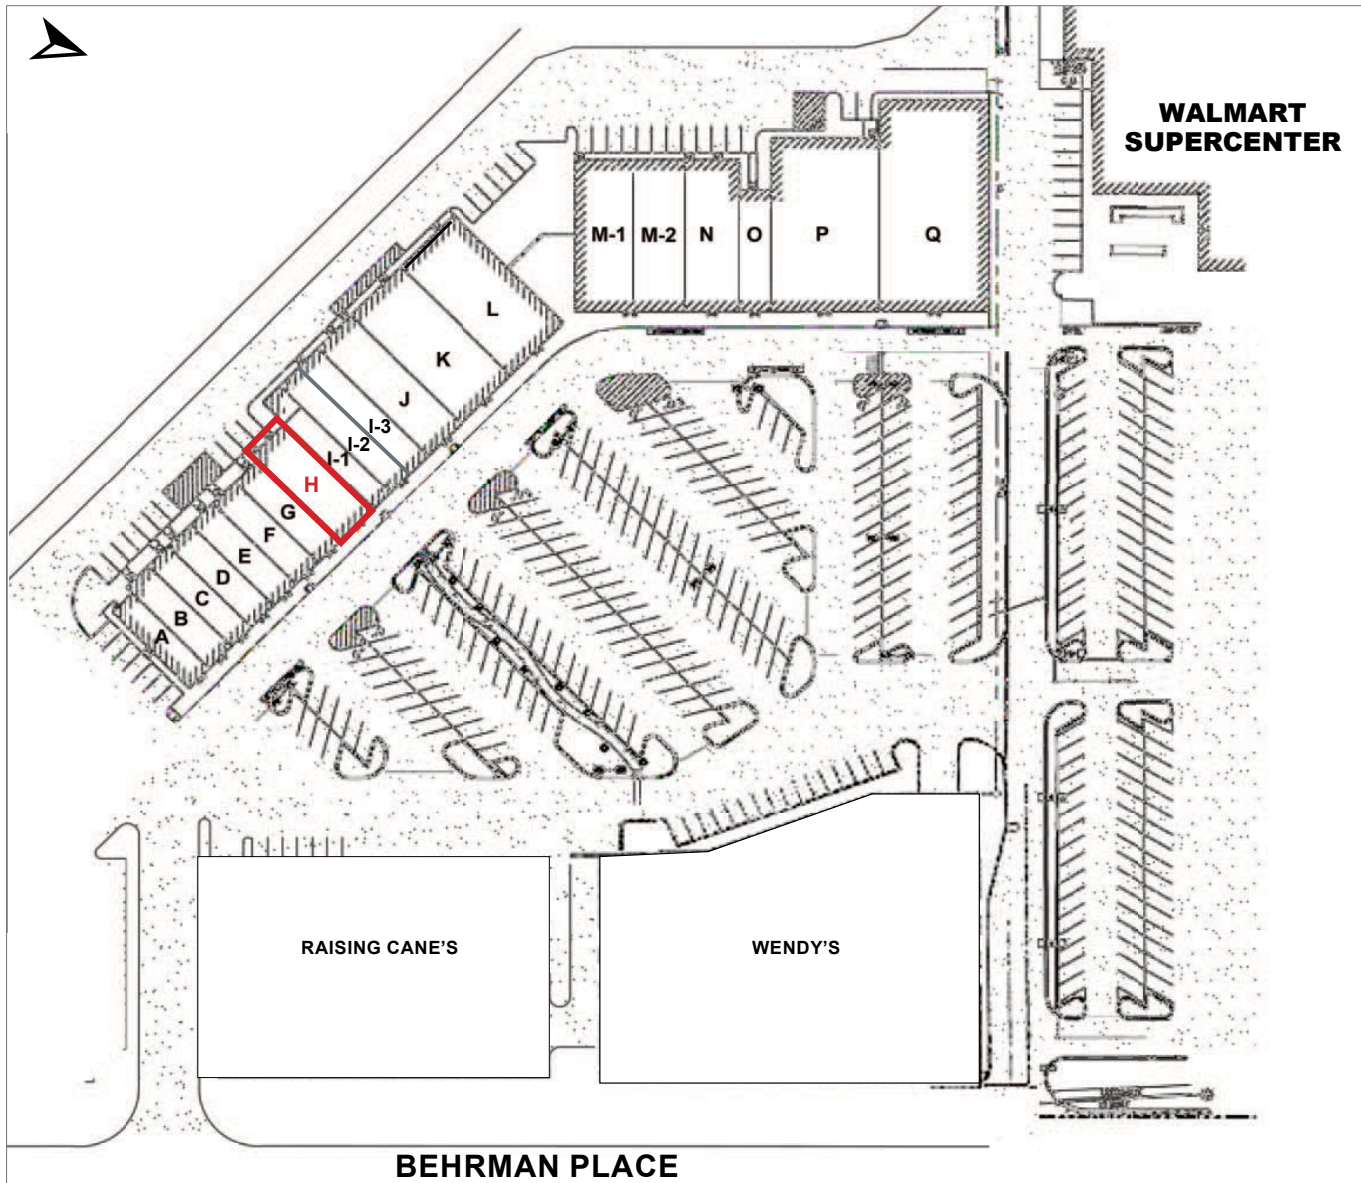 WALMART
SUPERCENTER
M-1
M-2
N
O
P
Q
L
K
J
I-3
I-2
I-1
H
G
F
E
D
C
B
A
RAISING CANE'S
WENDY'S
BEHRMAN PLACE